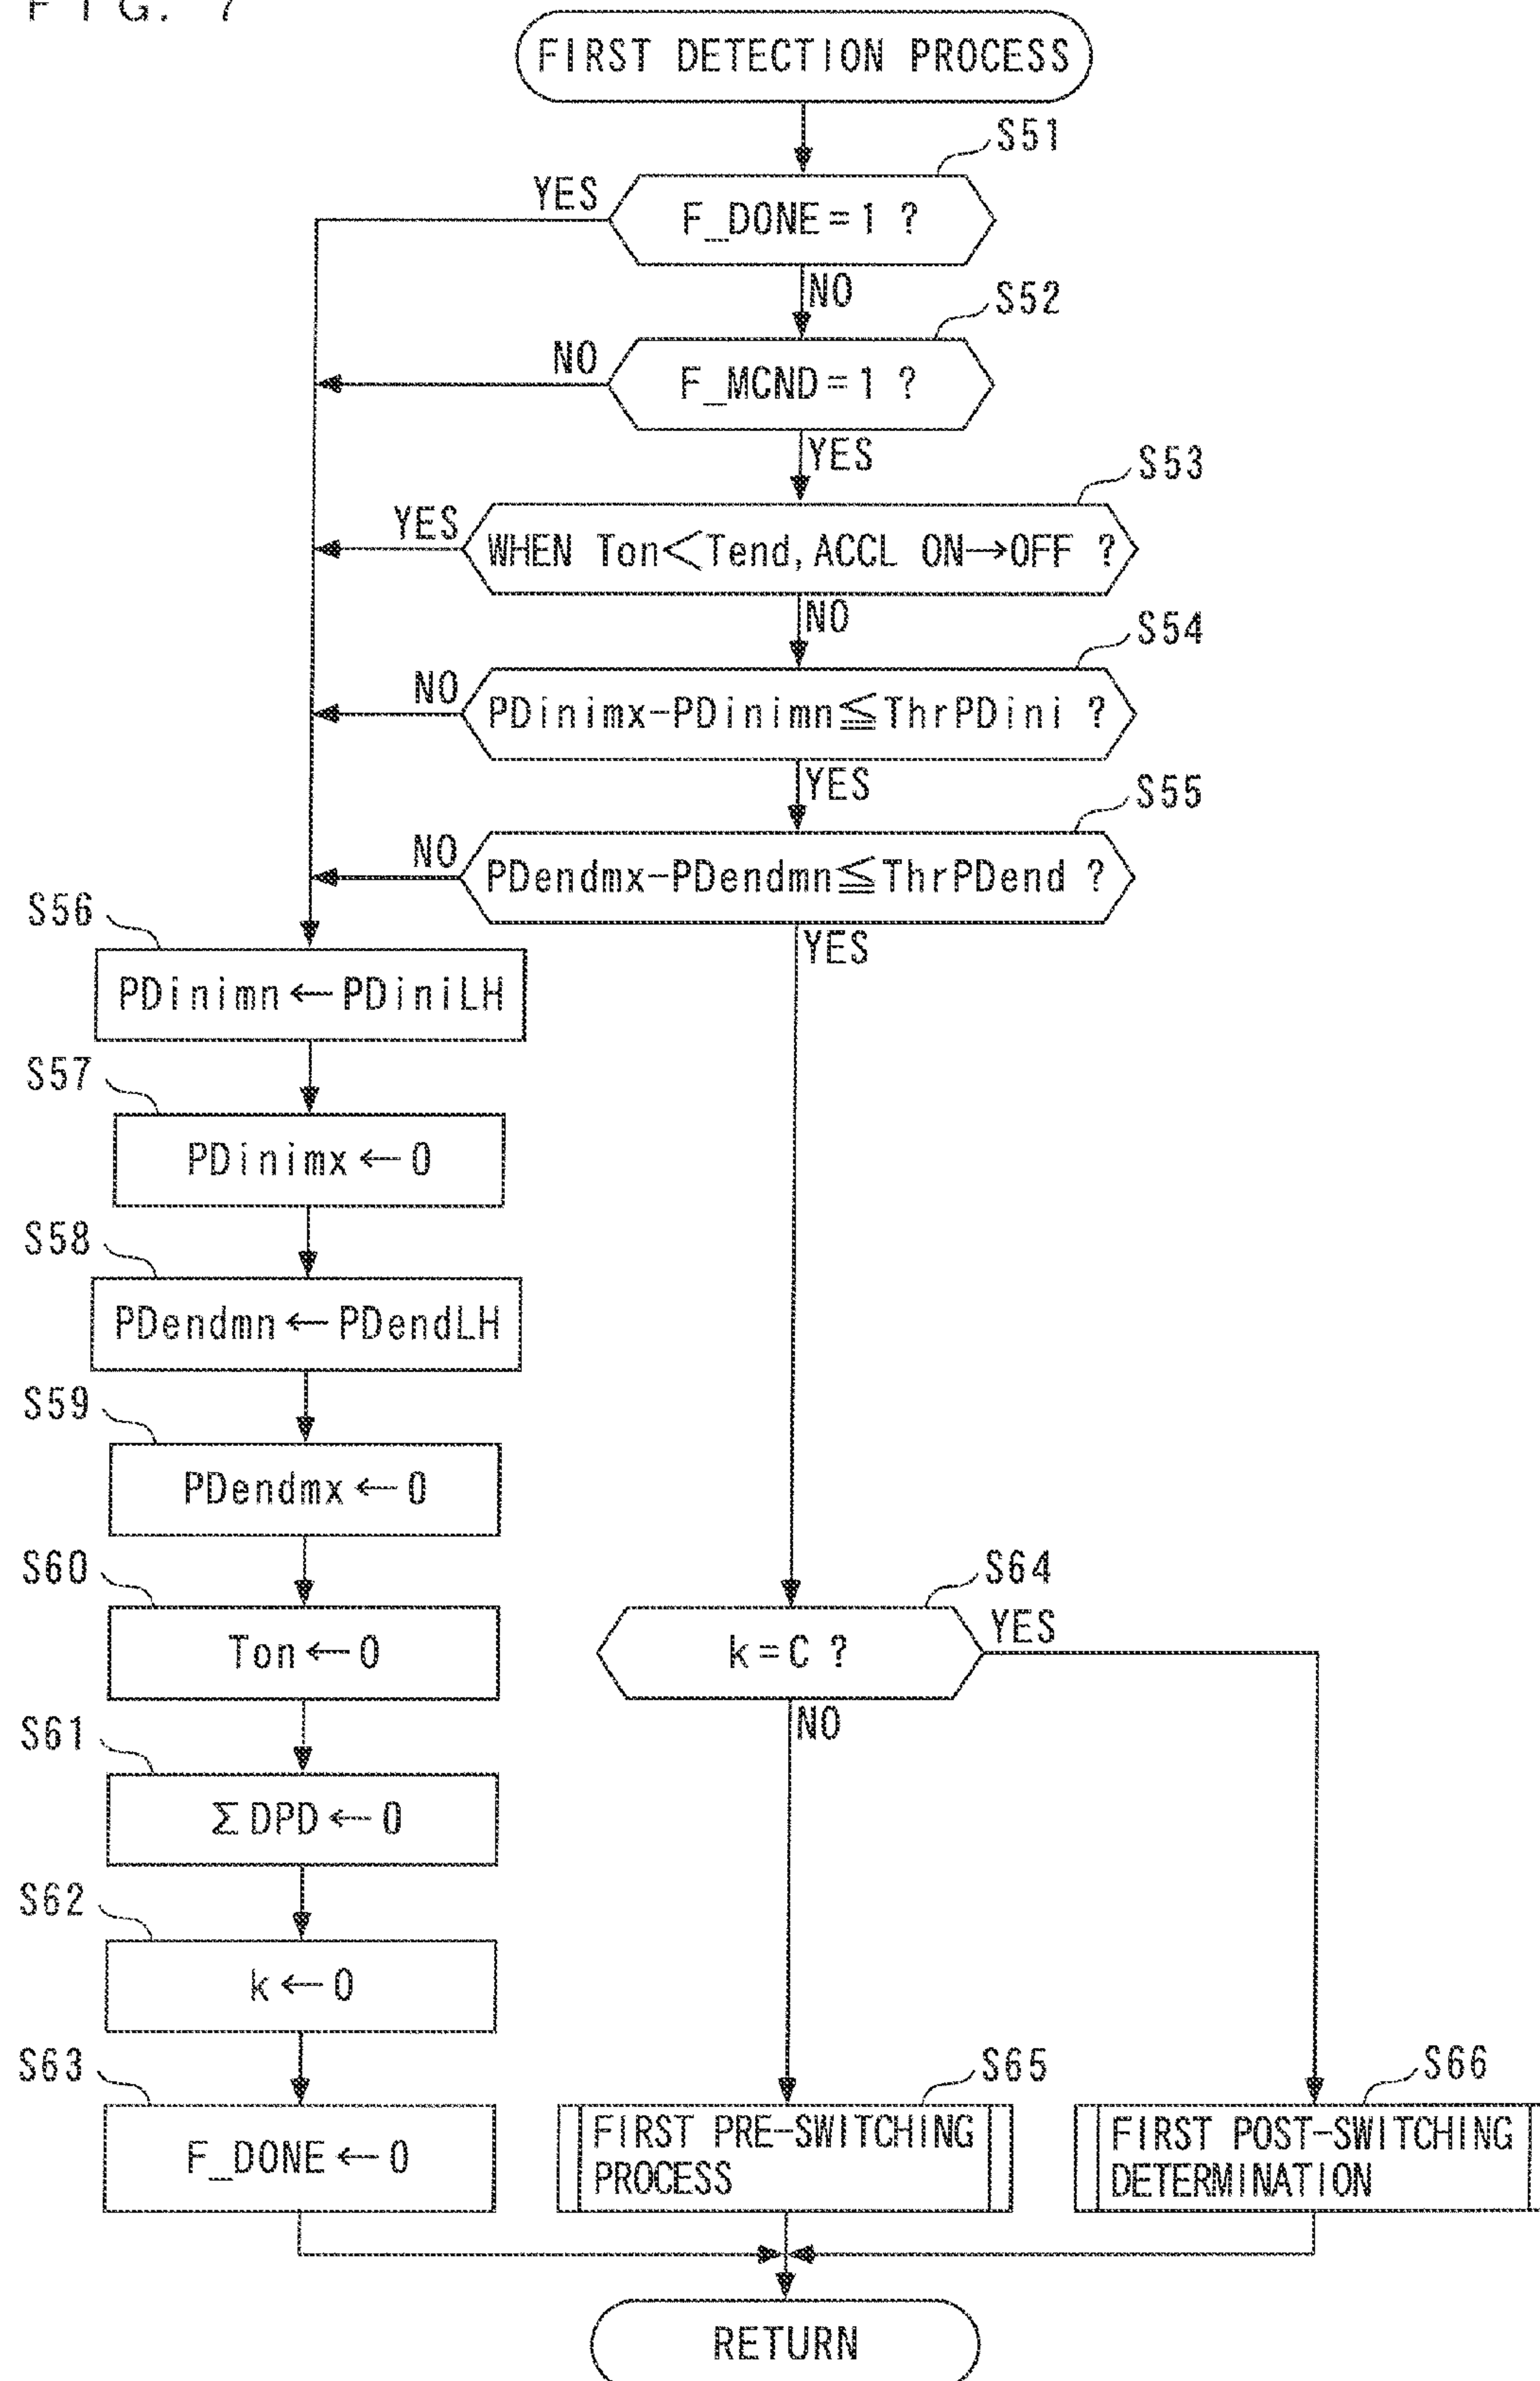 FIG. 7
FIRST DETECTION PROCESS
S51
YES
F_DONE=1 ?
NO
S52
NO
F_MCND=1 ?
YES
S53
YES
WHEN Ton<Tend, ACCL ON→OFF ?
NO
S54
NO
PDinimx-PDinimn≦ThrPDini ?
YES
S55
NO
PDendmx-PDendmn≦ThrPDend ?
YES
S56
PDinimn←PDiniLH
S57
PDinimx←0
S58
PDendmn←PDendLH
S59
PDendmx←0
S60
Ton←0
S64
k=C ?
YES
NO
S61
ΣDPD←0
S62
k←0
S63
F_DONE←0
S65
FIRST PRE-SWITCHING
PROCESS
S66
FIRST POST-SWITCHING
DETERMINATION
RETURN